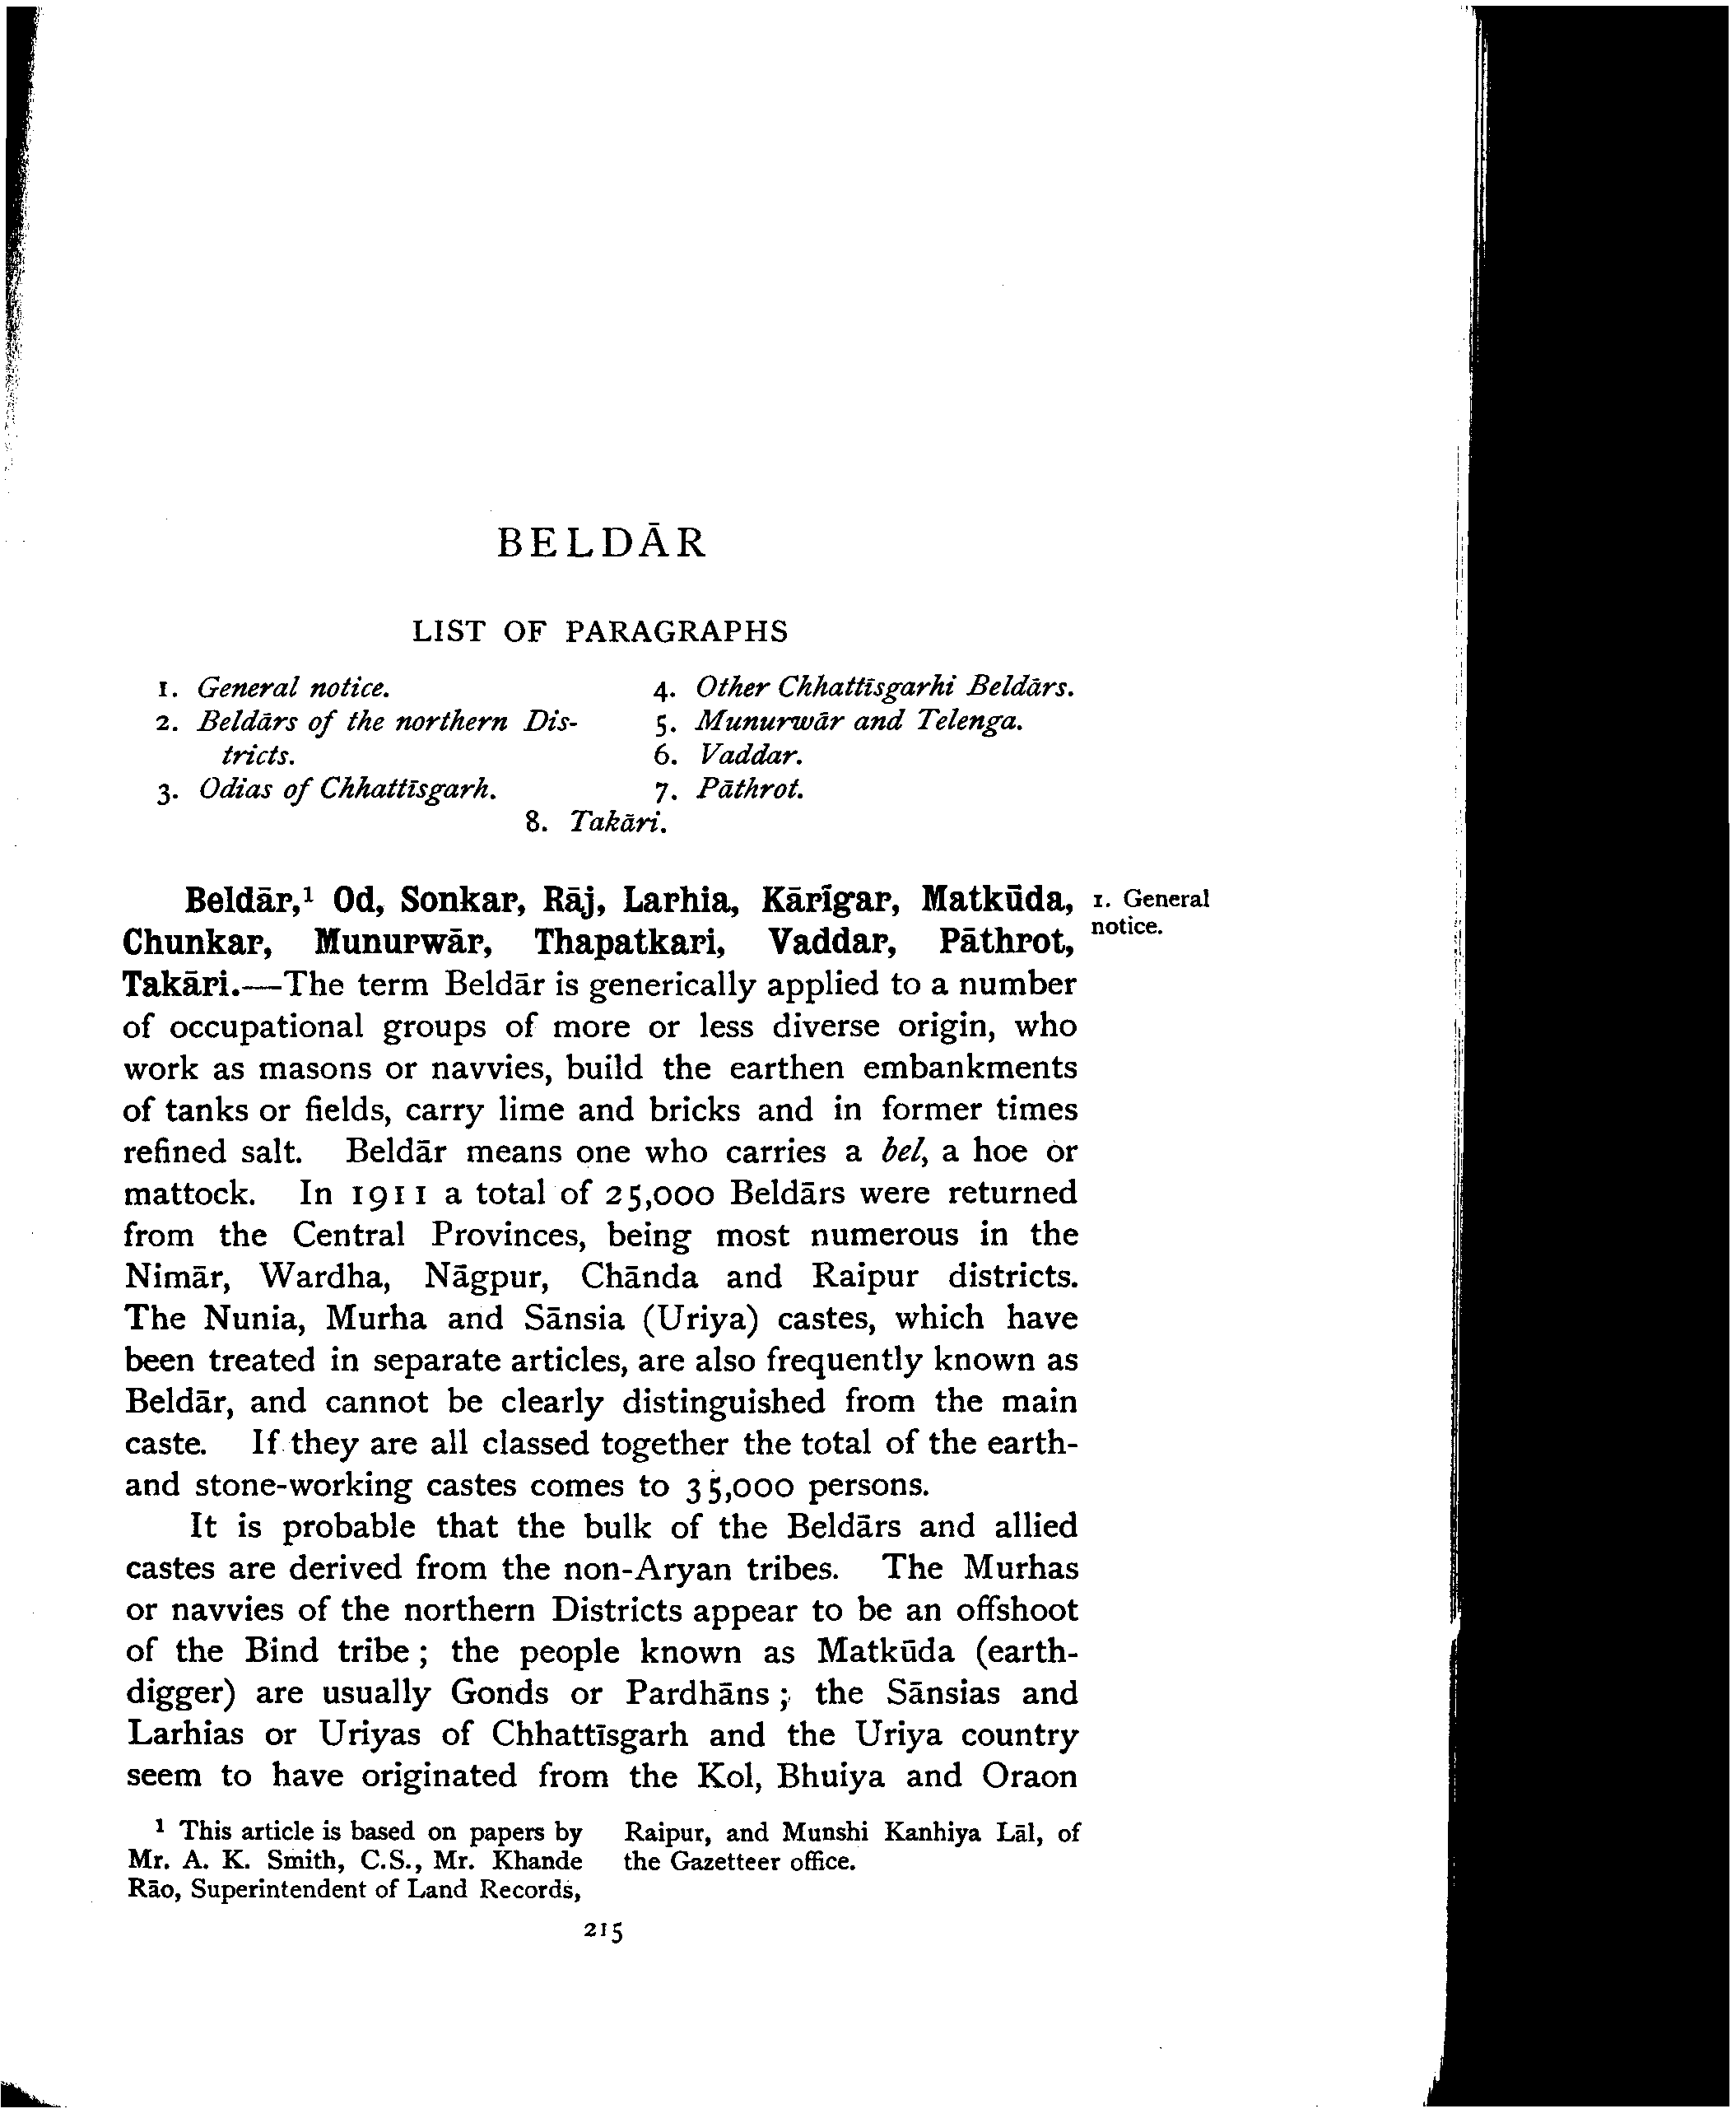 BELDĀR
LIST OF PARAGRAPHS
1. General notice.
2. Beldārs of the northern Dis-
tricts.
3. Odias of Chhattīsgarh.
4. Other Chhattīsgarhi Beldārs.
5. Munurwār and Telenga.
6. Vaddar.
7. Pāthrot.
8. Takāri.
Beldār,¹ Od, Sonkar, Rāj, Larhia, Kārīgar, Matkūda,
Chunkar, Munurwār, Thapatkari, Vaddar, Pāthrot,
Takāri.—The term Beldār is generically applied to a number
of occupational groups of more or less diverse origin, who
work as masons or navvies, build the earthen embankments
of tanks or fields, carry lime and bricks and in former times
refined salt. Beldār means one who carries a bel, a hoe or
mattock. In 1911 a total of 25,000 Beldārs were returned
from the Central Provinces, being most numerous in the
Nimār, Wardha, Nāgpur, Chānda and Raipur districts.
The Nunia, Murha and Sānsia (Uriya) castes, which have
been treated in separate articles, are also frequently known as
Beldār, and cannot be clearly distinguished from the main
caste. If they are all classed together the total of the earth-
and stone-working castes comes to 35,000 persons.
It is probable that the bulk of the Beldārs and allied
castes are derived from the non-Aryan tribes. The Murhas
or navvies of the northern Districts appear to be an offshoot
of the Bind tribe; the people known as Matkūda (earth-
digger) are usually Gonds or Pardhāns; the Sānsias and
Larhias or Uriyas of Chhattīsgarh and the Uriya country
seem to have originated from the Kol, Bhuiya and Oraon
1. General
notice.
¹ This article is based on papers by
Mr. A. K. Smith, C.S., Mr. Khande
Rāo, Superintendent of Land Records,
Raipur, and Munshi Kanhiya Lāl, of
the Gazetteer office.
215